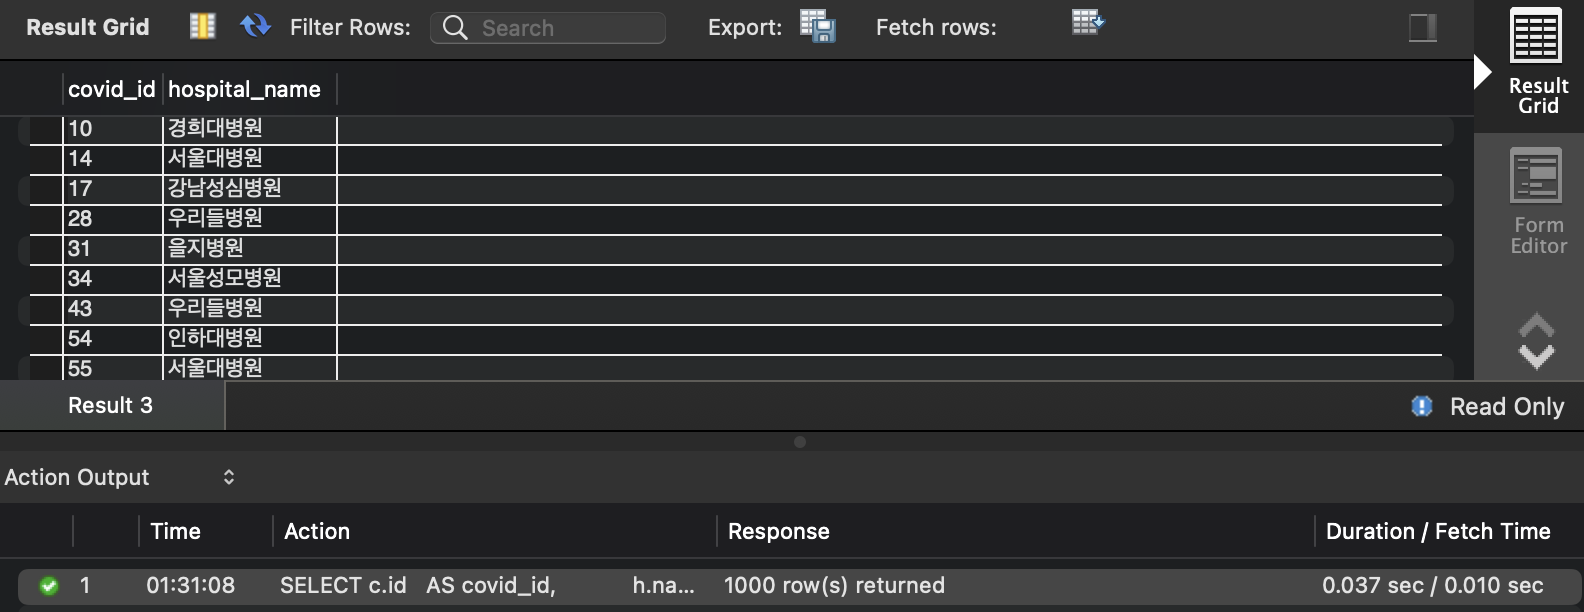 Result Grid Filter Rows: Search Export: Fetch rows:
Result
Grid
covid_id hospital_name
10 경희대병원
14 서울대병원
17 강남성심병원
28 우리들병원
31 을지병원
34 서울성모병원
43 우리들병원
54 인하대병원
55 서울대병원
Form
Editor
Result 3 Read Only
Action Output
Time Action Response Duration / Fetch Time
1 01:31:08 SELECT c.id AS covid_id, h.na... 1000 row(s) returned 0.037 sec / 0.010 sec